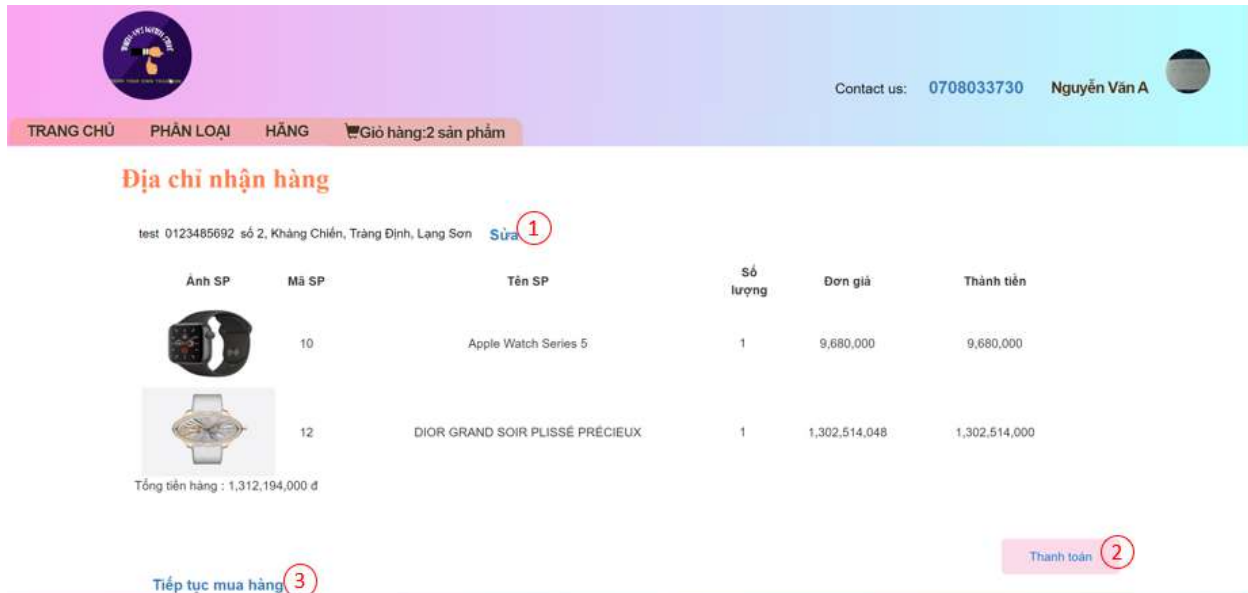 Contact us: 0708033730 Nguyễn Văn A
TRANG CHỦ PHÂN LOẠI HÃNG Giỏ hàng:2 sản phẩm
Địa chỉ nhận hàng
test 0123485692 số 2, Kháng Chiến, Tràng Định, Lạng Sơn Sửa 1
Ảnh SP Mã SP Tên SP Số lượng Đơn giá Thành tiền
10 Apple Watch Series 5 1 9,680,000 9,680,000
12 DIOR GRAND SOIR PLISSÉ PRÉCIEUX 1 1,302,514,048 1,302,514,000
Tổng tiền hàng : 1,312,194,000 đ
Thanh toán 2
Tiếp tục mua hàng 3